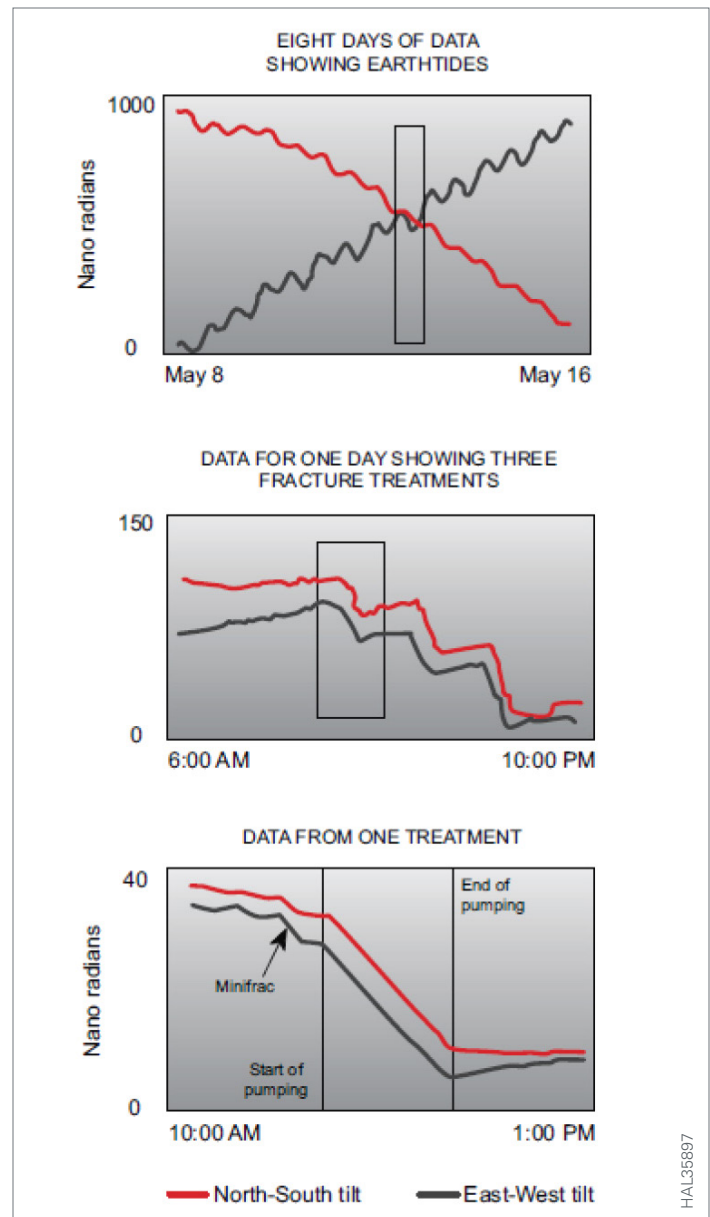 EIGHT DAYS OF DATA
SHOWING EARTHTIDES
1000
Nano radians
0
May 8
May 16
DATA FOR ONE DAY SHOWING THREE
FRACTURE TREATMENTS
150
0
6:00 AM
10:00 PM
DATA FROM ONE TREATMENT
40
End of
pumping
Nano radians
Minifrac
Start of
pumping
0
10:00 AM
1:00 PM
North-South tilt
East-West tilt
HAL35897